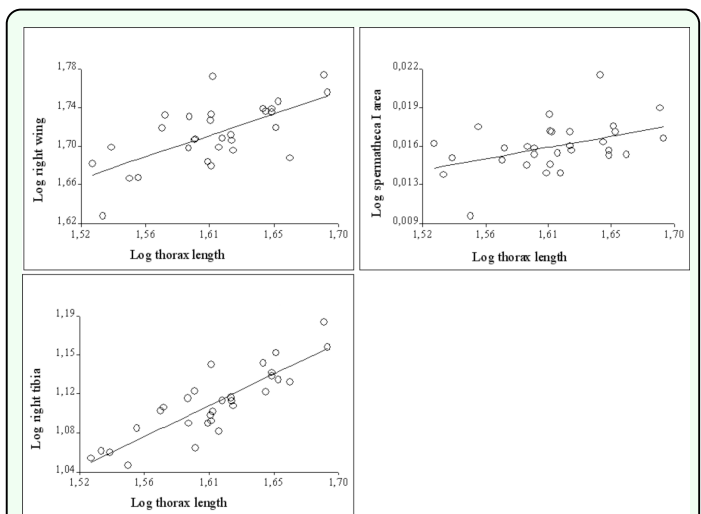 1,78
1,74
1,70
1,66
1,62
Log right wing
1,52 1,56 1,61 1,65 1,70
Log thorax length
0,022
0,019
0,016
0,013
0,009
Log spermatheca I area
1,52 1,56 1,61 1,65 1,70
Log thorax length
1,19
1,15
1,12
1,08
1,04
Log right tibia
1,52 1,56 1,61 1,65 1,70
Log thorax length